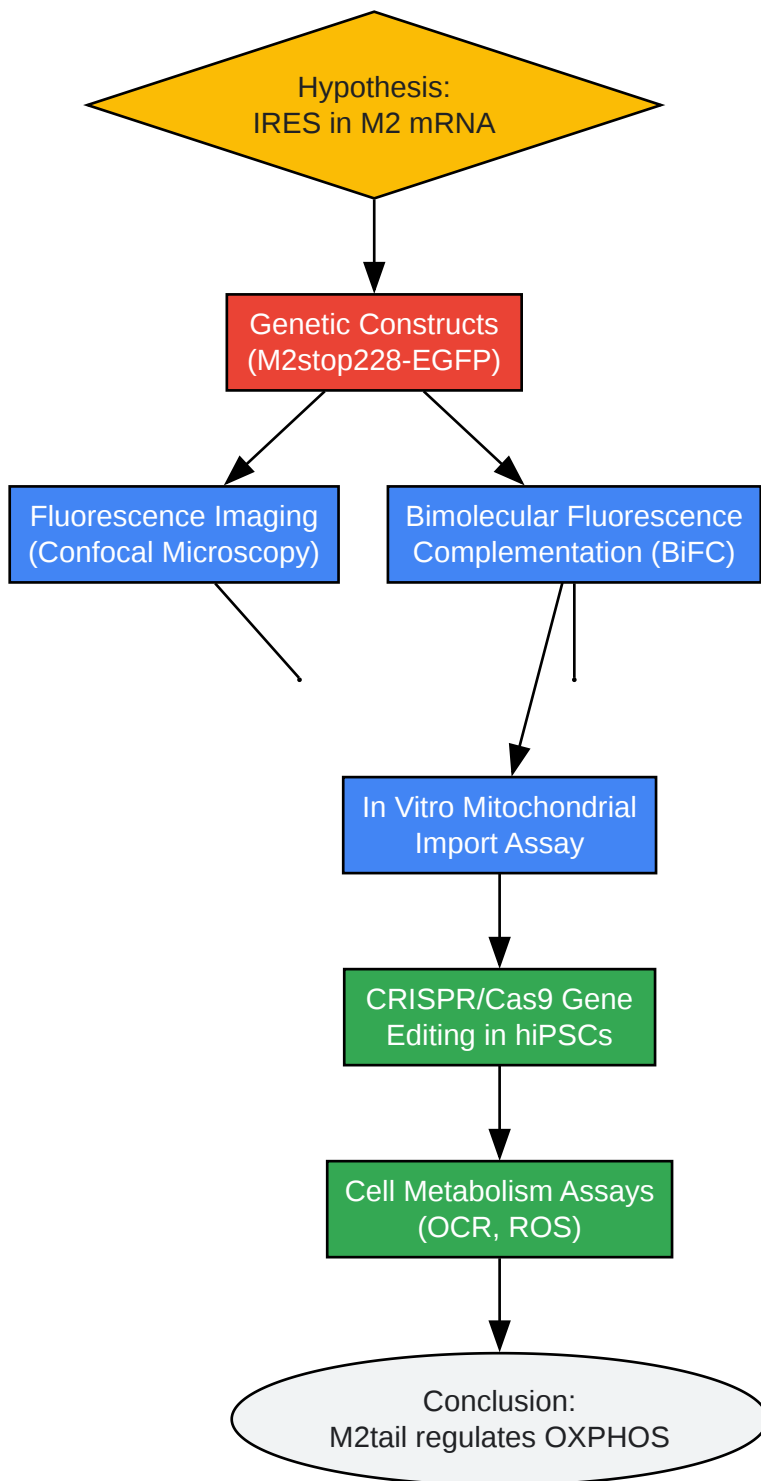 Hypothesis:
IRES in M2 mRNA
Genetic Constructs
(M2stop228-EGFP)
Fluorescence Imaging
(Confocal Microscopy)
Bimolecular Fluorescence
Complementation (BiFC)
In Vitro Mitochondrial
Import Assay
CRISPR/Cas9 Gene
Editing in hiPSCs
Cell Metabolism Assays
(OCR, ROS)
Conclusion:
M2tail regulates OXPHOS